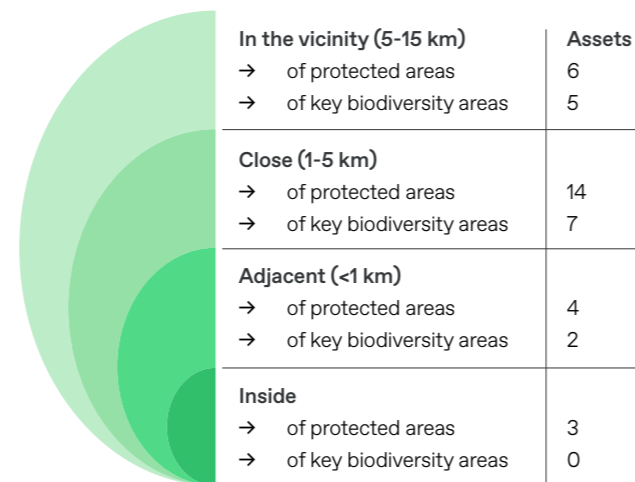 In the vicinity (5-15 km) Assets
→ of protected areas 6
→ of key biodiversity areas 5
Close (1-5 km)
→ of protected areas 14
→ of key biodiversity areas 7
Adjacent (<1 km)
→ of protected areas 4
→ of key biodiversity areas 2
Inside
→ of protected areas 3
→ of key biodiversity areas 0